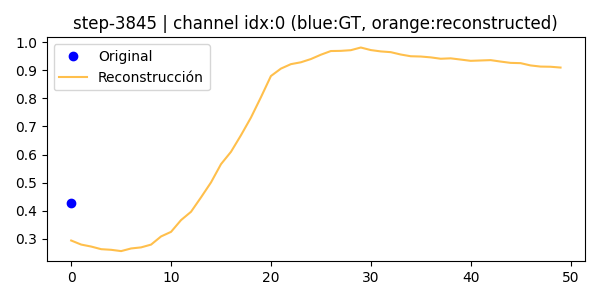 step-3845 | channel idx:0 (blue:GT, orange:reconstructed)
Original
Reconstrucción
1.0
0.9
0.8
0.7
0.6
0.5
0.4
0.3
0 10 20 30 40 50